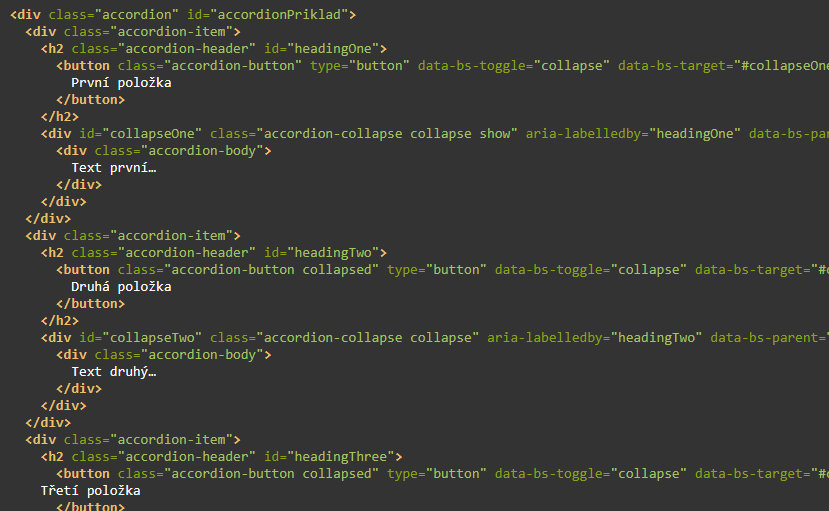 <div class="accordion" id="accordionPriklad">
<div class="accordion-item">
<h2 class="accordion-header" id="headingOne">
<button class="accordion-button" type="button" data-bs-toggle="collapse" data-bs-target="#collapseOne
První položka
</button>
</h2>
<div id="collapseOne" class="accordion-collapse collapse show" aria-labelledby="headingOne" data-bs-par
<div class="accordion-body">
Text první…
</div>
</div>
</div>
<div class="accordion-item">
<h2 class="accordion-header" id="headingTwo">
<button class="accordion-button collapsed" type="button" data-bs-toggle="collapse" data-bs-target="#c
Druhá položka
</button>
</h2>
<div id="collapseTwo" class="accordion-collapse collapse" aria-labelledby="headingTwo" data-bs-parent="
<div class="accordion-body">
Text druhý…
</div>
</div>
</div>
<div class="accordion-item">
<h2 class="accordion-header" id="headingThree">
<button class="accordion-button collapsed" type="button" data-bs-toggle="collapse" data-bs-target="#c
Třetí položka
</button>